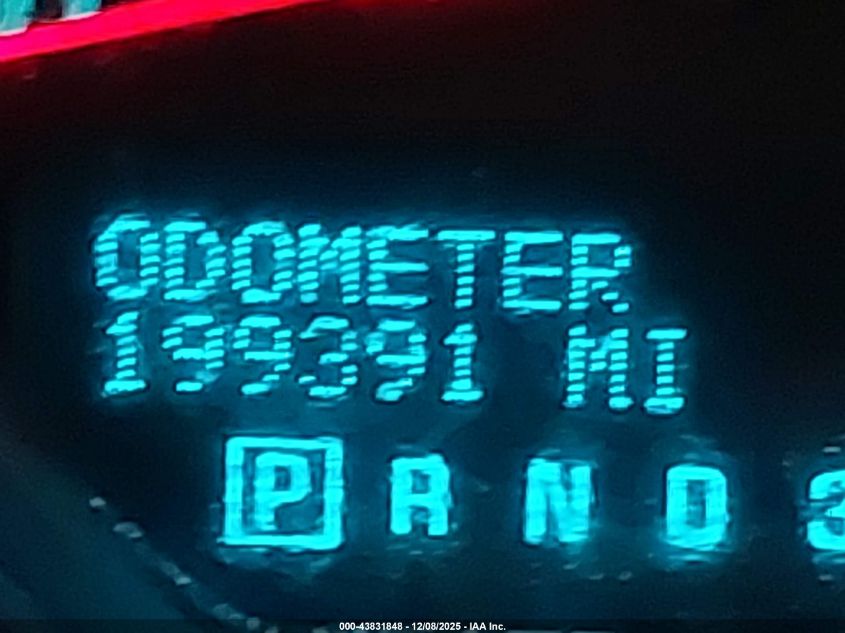 ODOMETER
199391 MI
P R N D 3
000-43831848 - 12/08/2025 - IAA Inc.